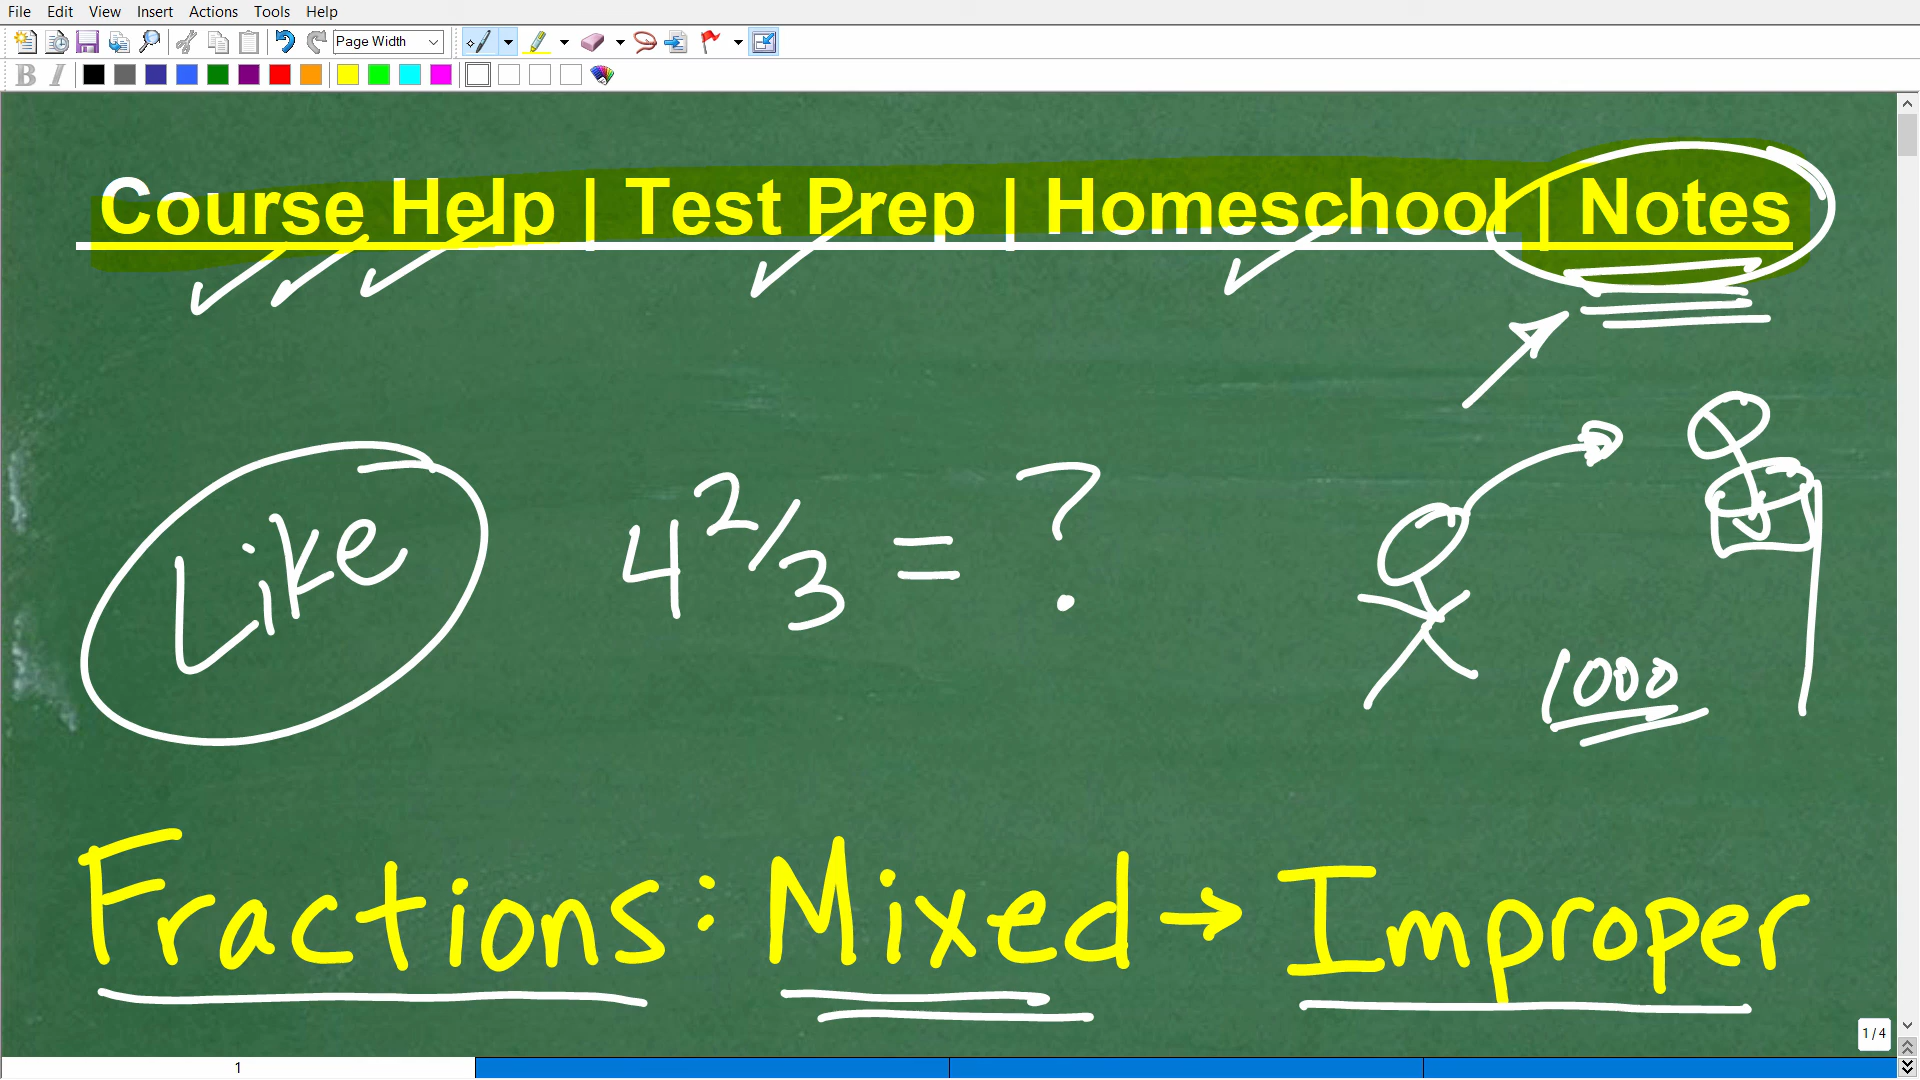 File Edit View Insert Actions Tools Help
Page Width
B I
Course Help | Test Prep | Homeschool | Notes
Like
4 2/3 = ?
1000
Fractions: Mixed → Improper
1 / 4
1